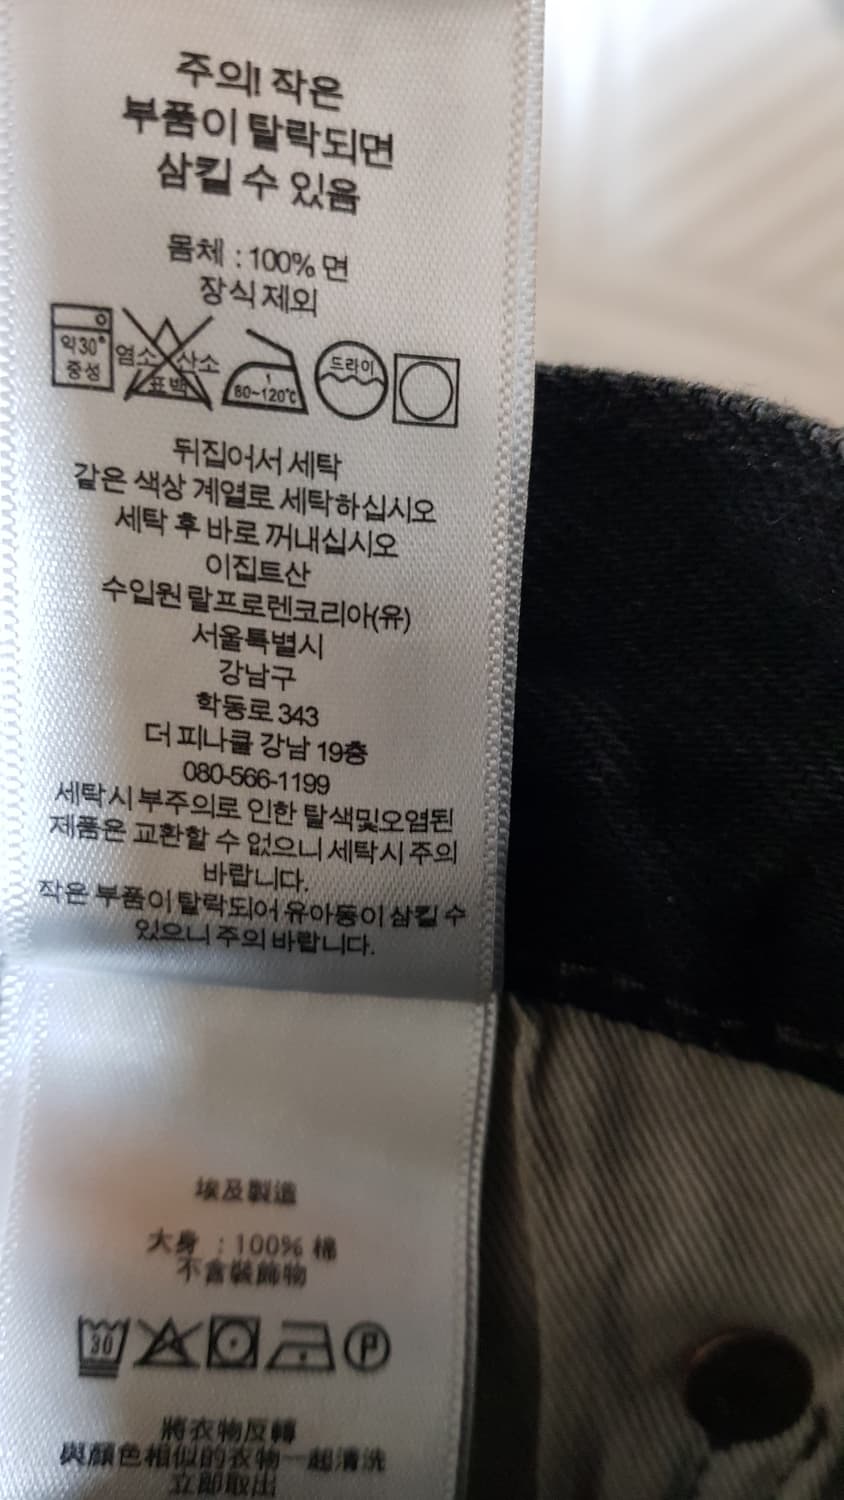 주의! 작은
부품이 탈락되면
삼킬 수 있음
몸체 : 100% 면
장식 제외
약30° 중성
염소 산소 표백
1 80~120℃
드라이
뒤집어서 세탁
같은 색상 계열로 세탁하십시오
세탁 후 바로 꺼내십시오
이집트산
수입원 랄프로렌코리아(유)
서울특별시
강남구
학동로 343
더 피나클 강남 19층
080-566-1199
세탁시 부주의로 인한 탈색및오염된
제품은 교환할 수 없으니 세탁시 주의
바랍니다.
작은 부품이 탈락되어 유아동이 삼킬 수
있으니 주의 바랍니다.
埃及製造
大身 : 100% 棉
不含裝飾物
30
P
將衣物反轉
與顏色相似的衣物一起清洗
立即取出